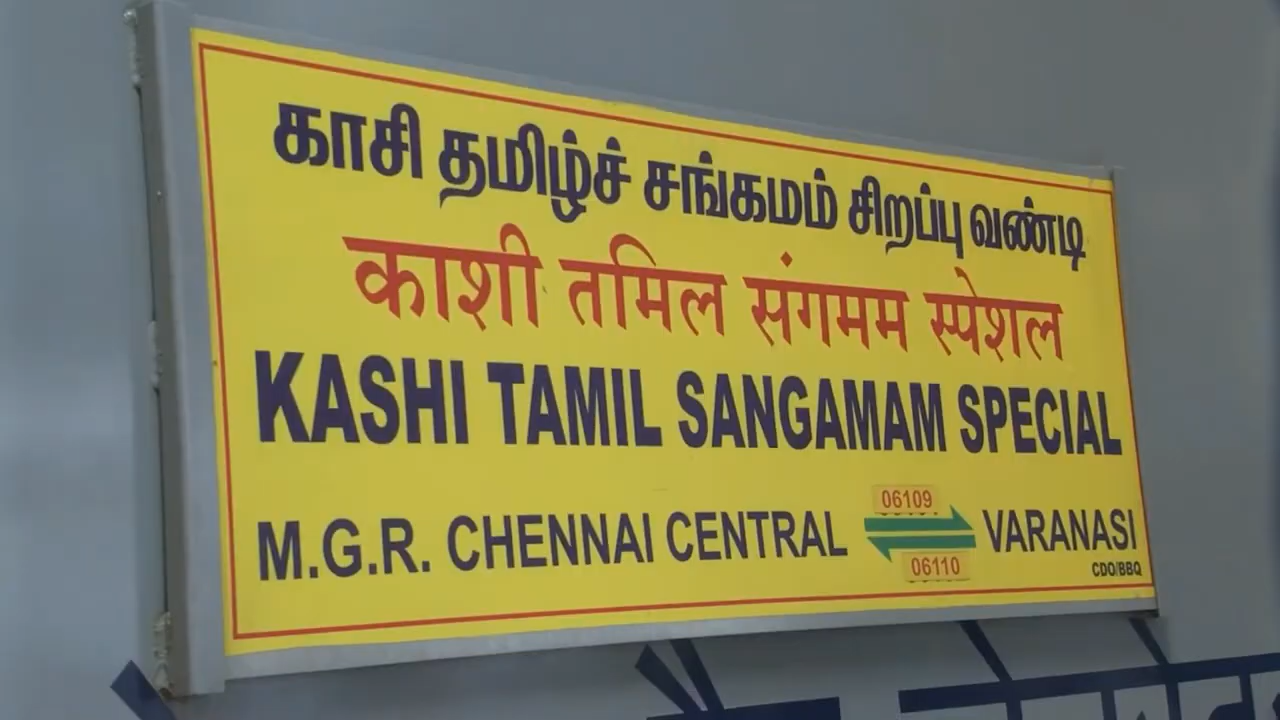 காசி தமிழ்ச் சங்கமம் சிறப்பு வண்டி
काशी तमिल संगमम स्पेशल
KASHI TAMIL SANGAMAM SPECIAL
06109
M.G.R. CHENNAI CENTRAL VARANASI
06110
CDO/BBQ